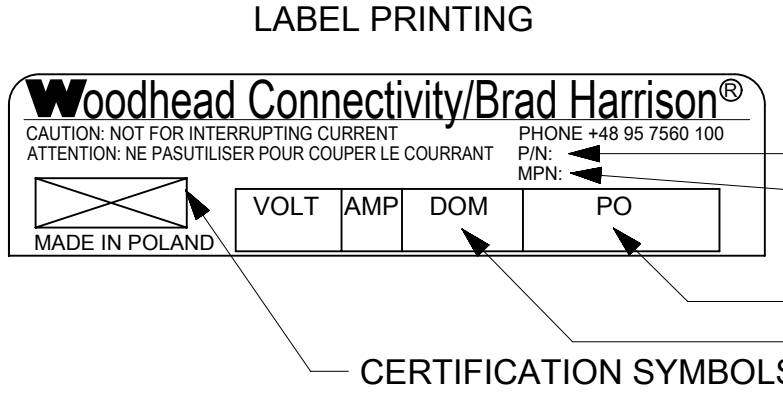 LABEL PRINTING
Woodhead Connectivity/Brad Harrison®
CAUTION: NOT FOR INTERRUPTING CURRENT
ATTENTION: NE PASUTILISER POUR COUPER LE COURRANT
PHONE +48 95 7560 100
P/N:
MPN:
MADE IN POLAND
VOLT AMP DOM PO
CERTIFICATION SYMBOLS